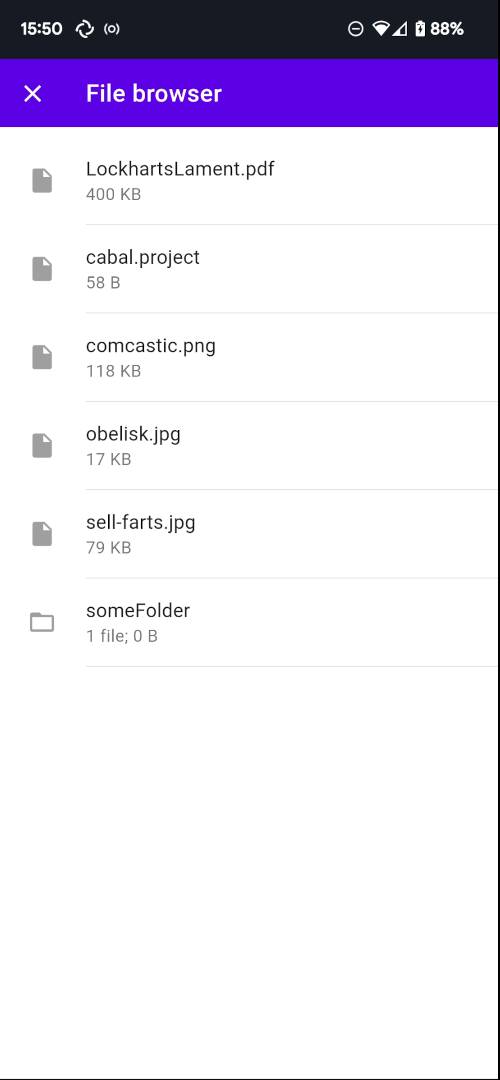 15:50 88%
File browser
LockhartsLament.pdf
400 KB
cabal.project
58 B
comcastic.png
118 KB
obelisk.jpg
17 KB
sell-farts.jpg
79 KB
someFolder
1 file; 0 B